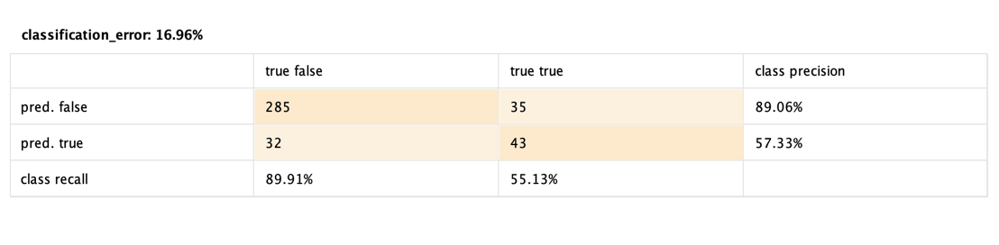 classification_error: 16.96%
true false true true class precision
pred. false 285 35 89.06%
pred. true 32 43 57.33%
class recall 89.91% 55.13%